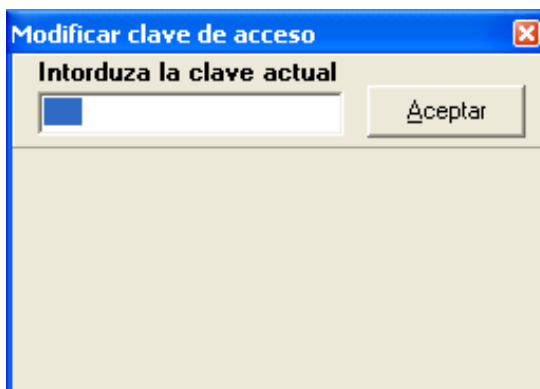 Modificar clave de acceso
Intorduza la clave actual
Aceptar